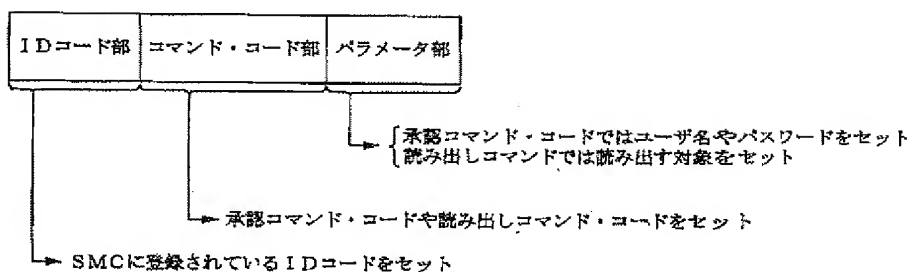 IDコード部 コマンド・コード部 パラメータ部
承認コマンド・コードではユーザ名やパスワードをセット
読み出しコマンドでは読み出す対象をセット
承認コマンド・コードや読み出しコマンド・コードをセット
SMCに登録されているIDコードをセット